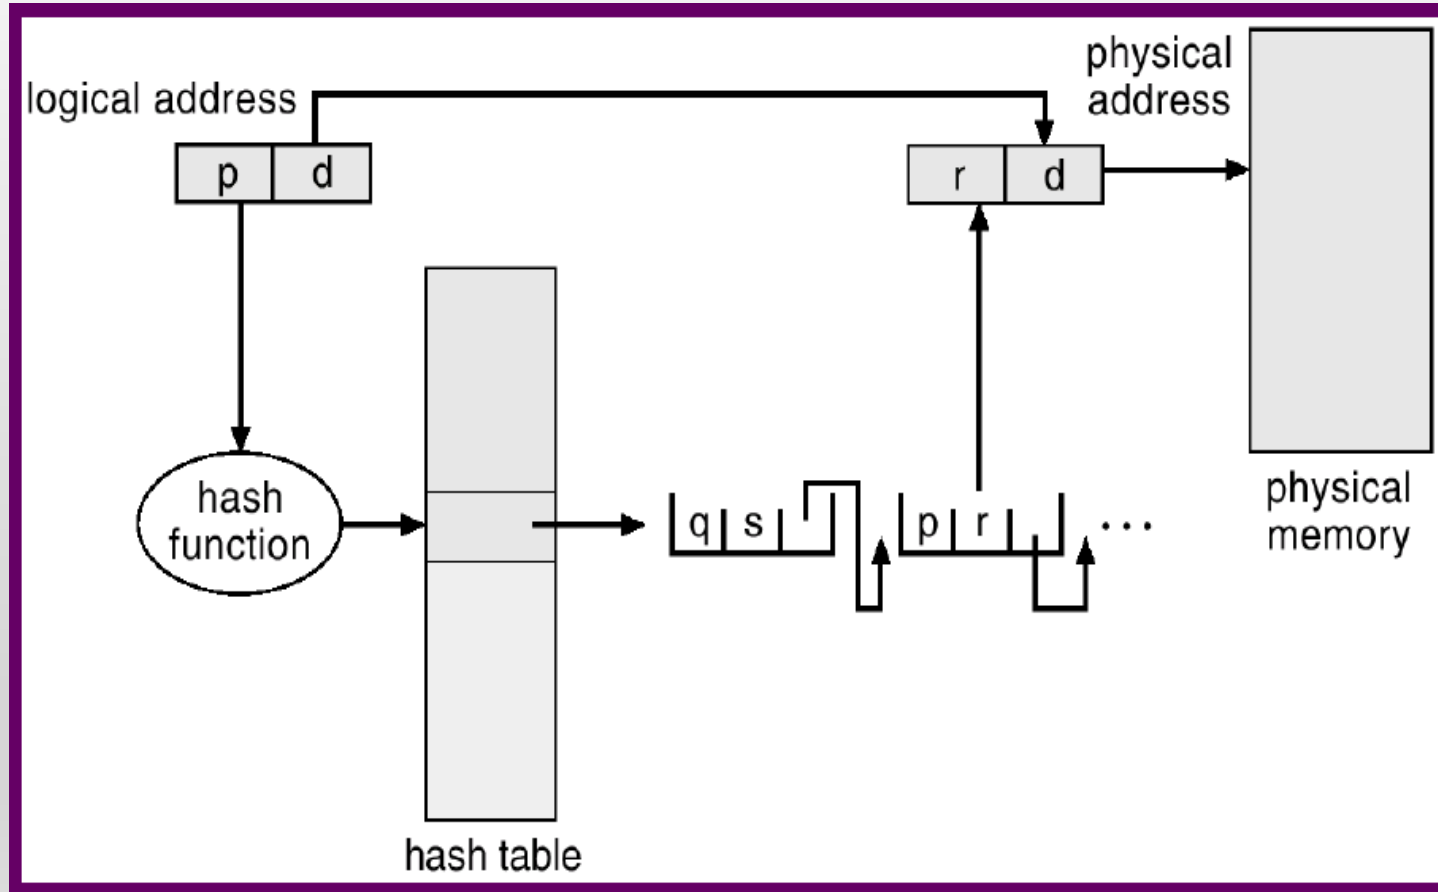 logical address
p d
physical
address
r d
hash
function
q s
p r
...
physical
memory
hash table